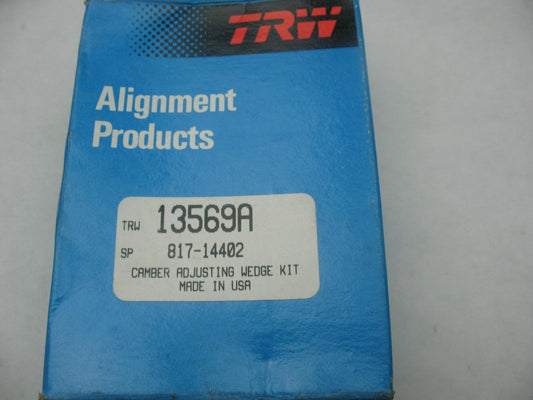 TRW
Alignment
Products
TRW 13569A
SP 817-14402
CAMBER ADJUSTING WEDGE KIT
MADE IN USA